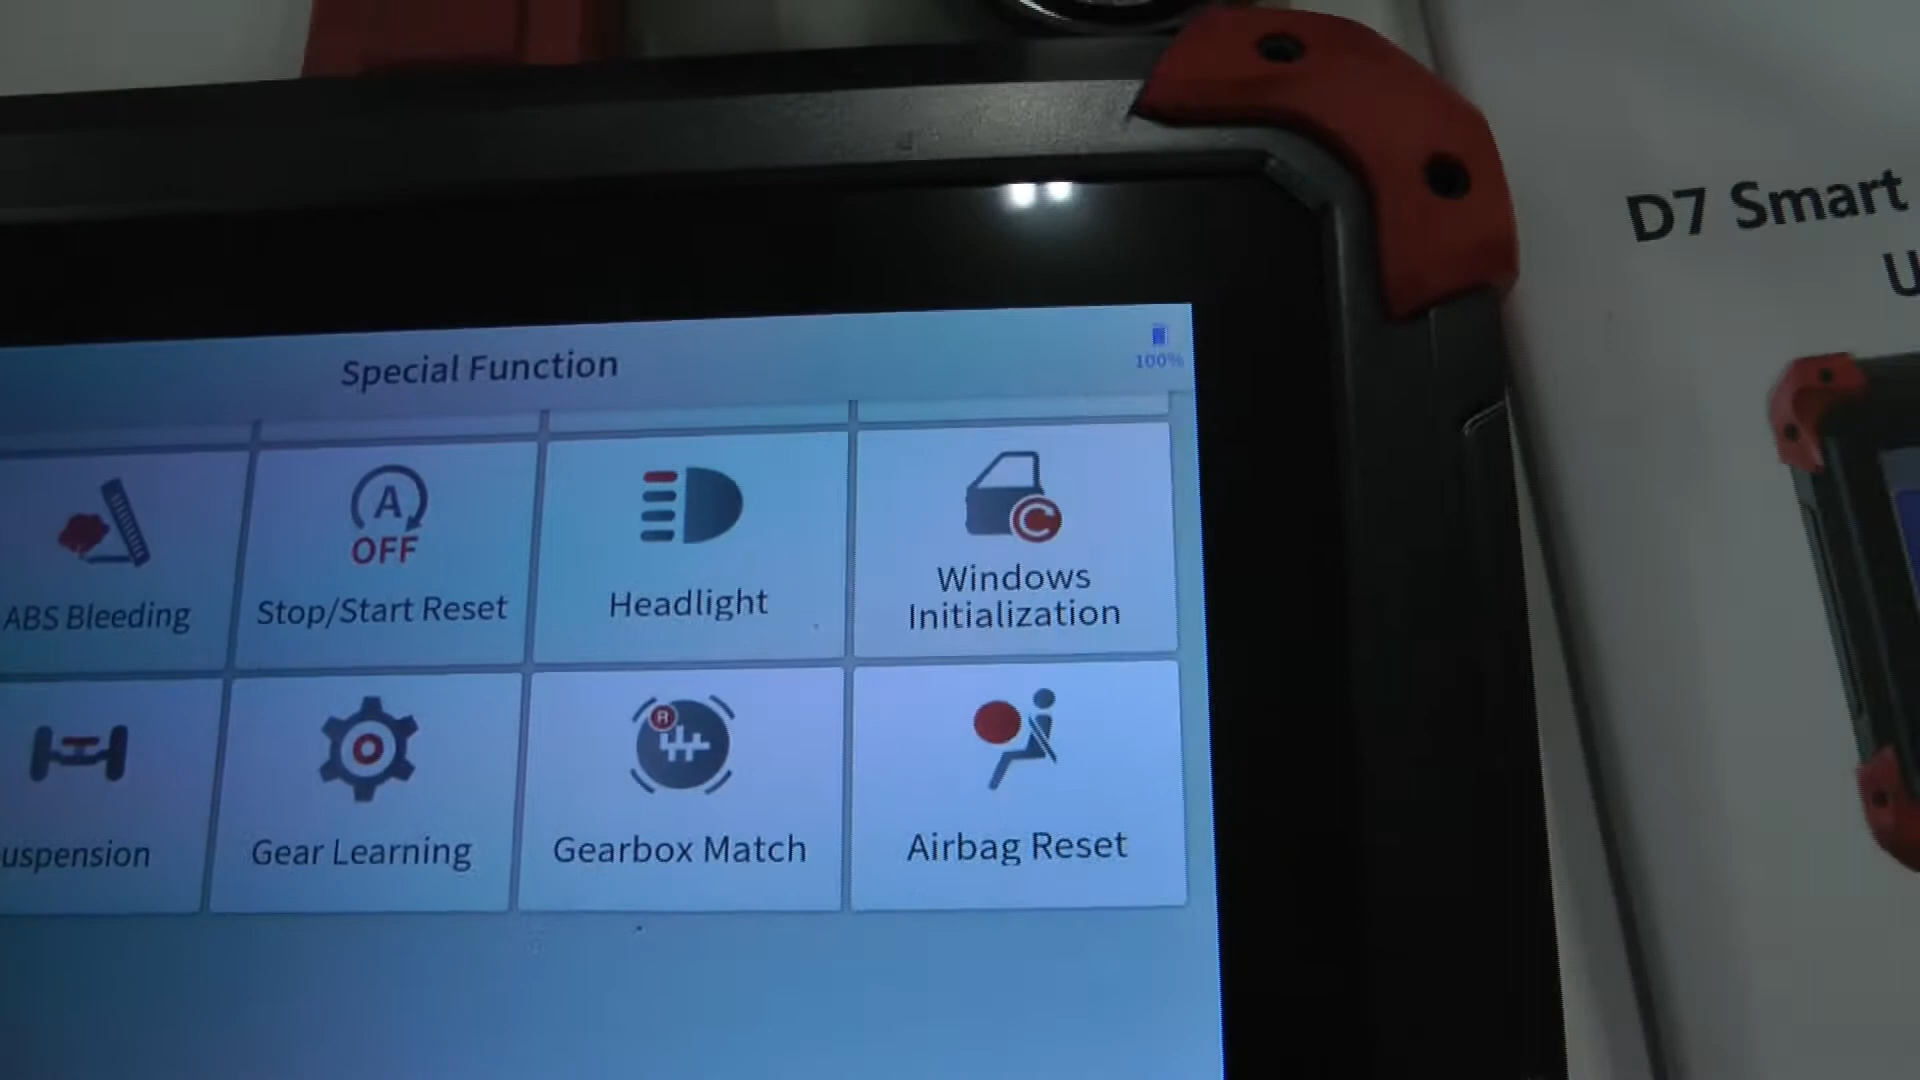 D7 Smart
U
Special Function
100%
A
OFF
ABS Bleeding
Stop/Start Reset
Headlight
C
Windows
Initialization
R
uspension
Gear Learning
Gearbox Match
Airbag Reset